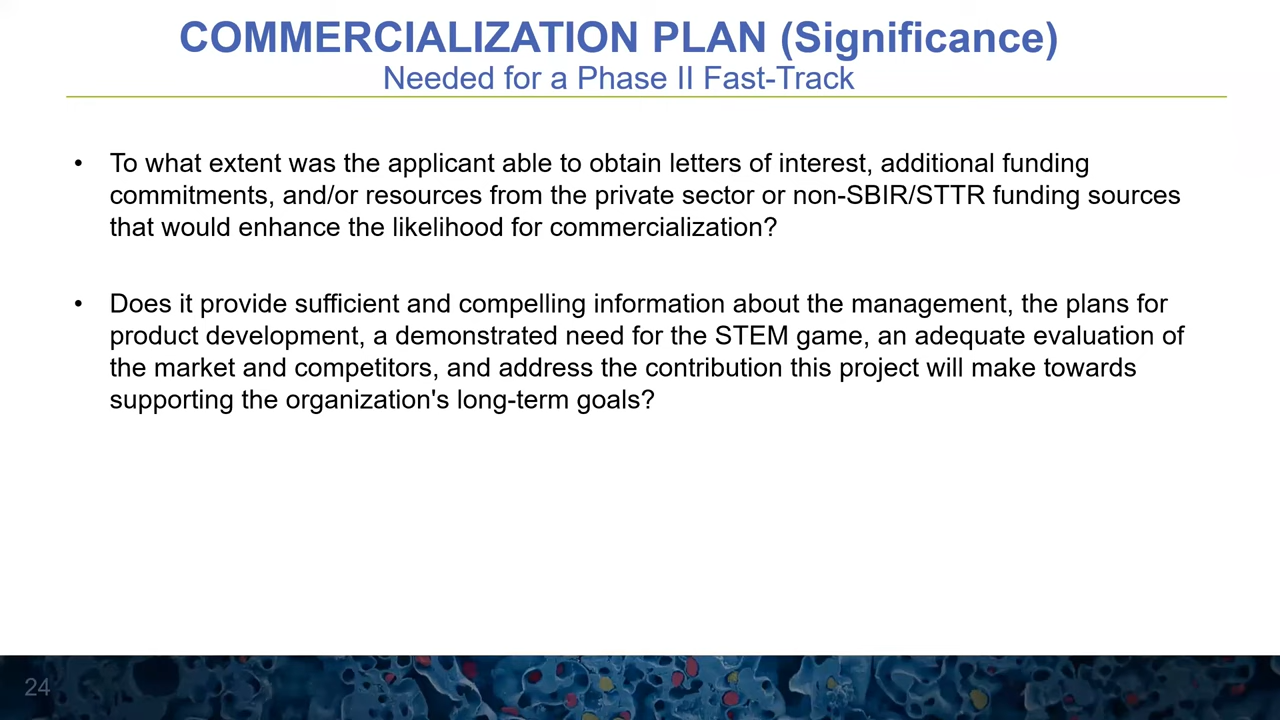 COMMERCIALIZATION PLAN (Significance)
Needed for a Phase II Fast-Track
• To what extent was the applicant able to obtain letters of interest, additional funding
commitments, and/or resources from the private sector or non-SBIR/STTR funding sources
that would enhance the likelihood for commercialization?
• Does it provide sufficient and compelling information about the management, the plans for
product development, a demonstrated need for the STEM game, an adequate evaluation of
the market and competitors, and address the contribution this project will make towards
supporting the organization's long-term goals?
24